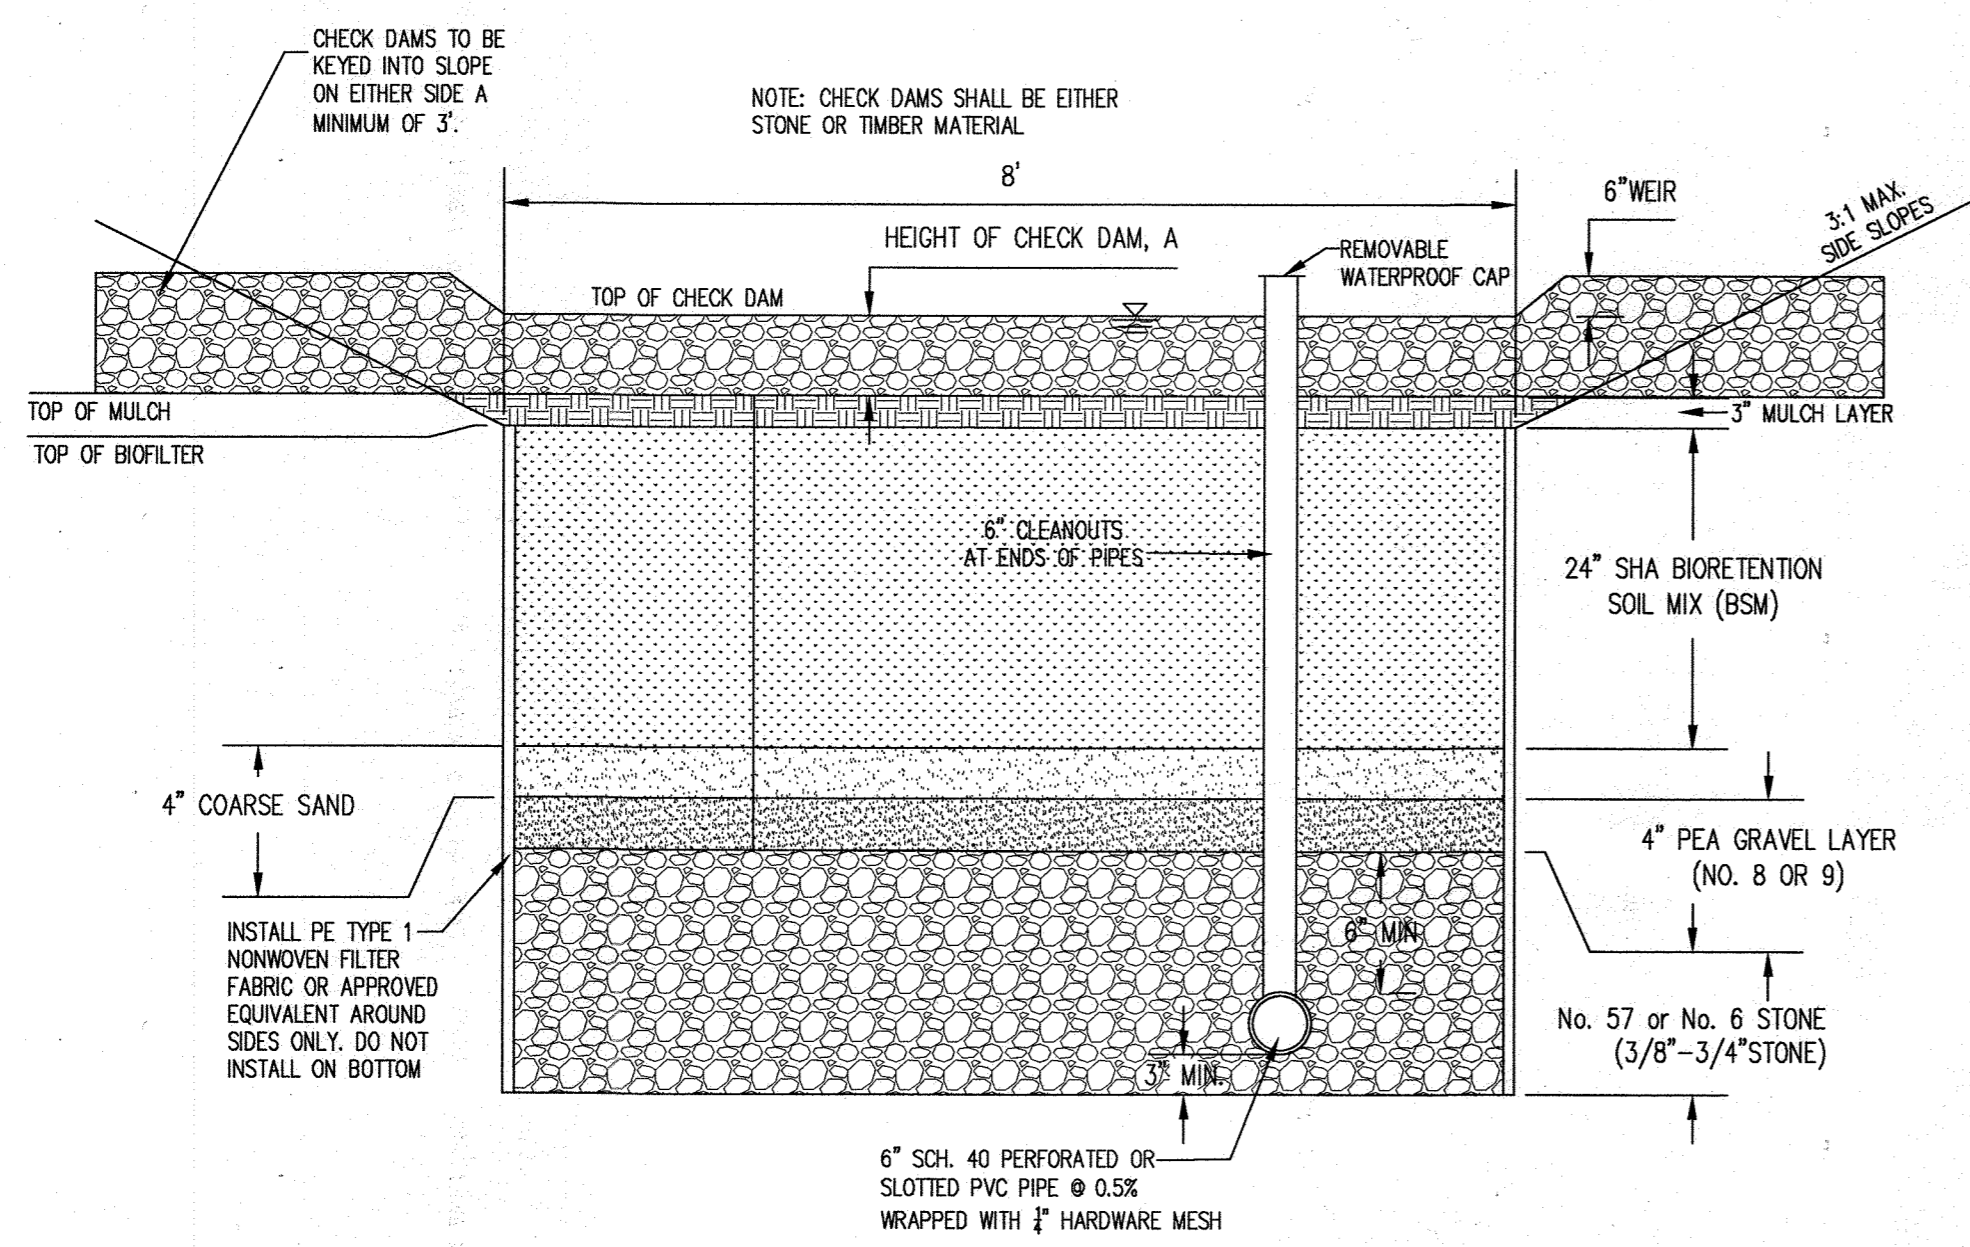 CHECK DAMS TO BE
KEYED INTO SLOPE
ON EITHER SIDE A
MINIMUM OF 3'.
NOTE: CHECK DAMS SHALL BE EITHER
STONE OR TIMBER MATERIAL
8'
6" WEIR
3:1 MAX.
SIDE SLOPES
HEIGHT OF CHECK DAM, A
REMOVABLE
WATERPROOF CAP
TOP OF CHECK DAM
TOP OF MULCH
3" MULCH LAYER
TOP OF BIOFILTER
6" CLEANOUTS
AT ENDS OF PIPES
24" SHA BIORETENTION
SOIL MIX (BSM)
4" COARSE SAND
4" PEA GRAVEL LAYER
(NO. 8 OR 9)
INSTALL PE TYPE 1
NONWOVEN FILTER
FABRIC OR APPROVED
EQUIVALENT AROUND
SIDES ONLY. DO NOT
INSTALL ON BOTTOM
6" MIN
No. 57 or No. 6 STONE
(3/8"-3/4"STONE)
3" MIN.
6" SCH. 40 PERFORATED OR
SLOTTED PVC PIPE @ 0.5%
WRAPPED WITH 1/4" HARDWARE MESH